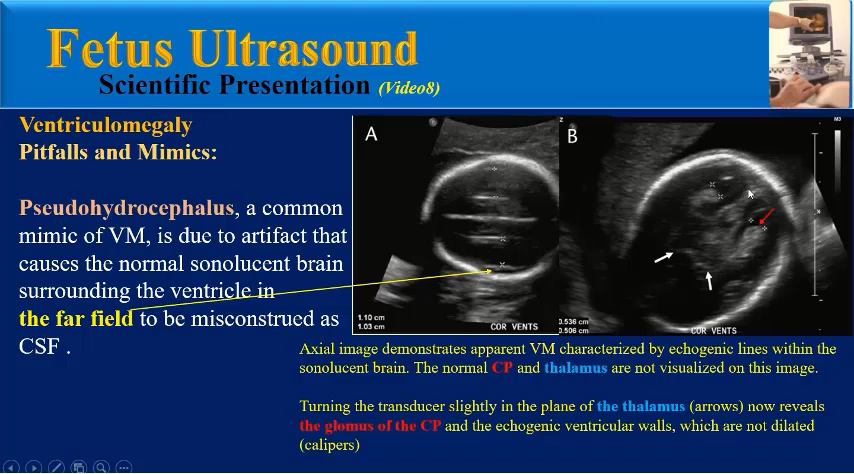 Fetus Ultrasound
Scientific Presentation (Video8)
Ventriculomegaly
Pitfalls and Mimics:
Pseudohydrocephalus, a common
mimic of VM, is due to artifact that
causes the normal sonolucent brain
surrounding the ventricle in
the far field to be misconstrued as
CSF .
A
1.10 cm
1.03 cm
COR VENTS
B
M3
0.536 cm
0.506 cm
COR VENTS
Axial image demonstrates apparent VM characterized by echogenic lines within the
sonolucent brain. The normal CP and thalamus are not visualized on this image.
Turning the transducer slightly in the plane of the thalamus (arrows) now reveals
the glomus of the CP and the echogenic ventricular walls, which are not dilated
(calipers)